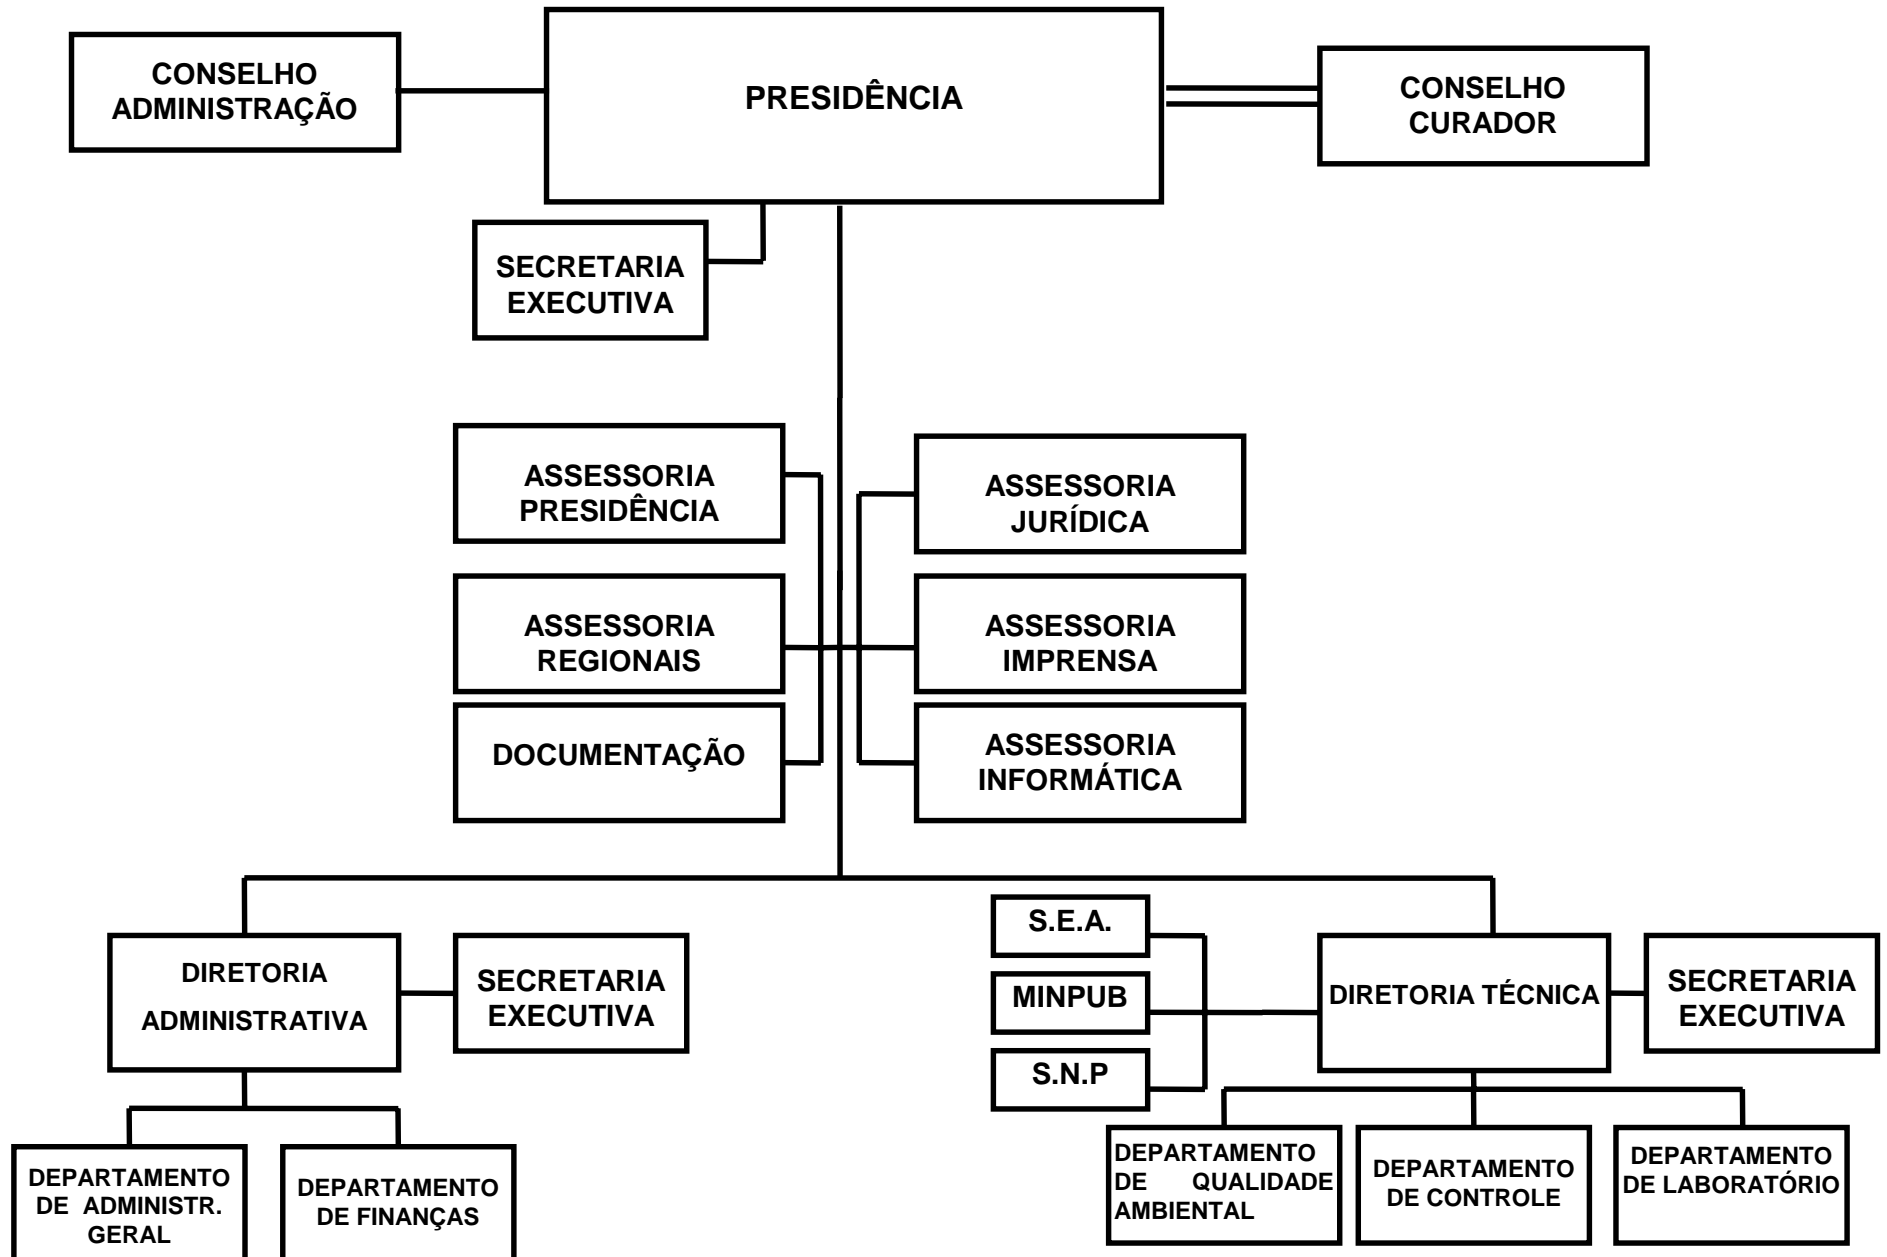 CONSELHO
ADMINISTRAÇÃO
PRESIDÊNCIA
CONSELHO
CURADOR
SECRETARIA
EXECUTIVA
ASSESSORIA
PRESIDÊNCIA
ASSESSORIA
JURÍDICA
ASSESSORIA
REGIONAIS
ASSESSORIA
IMPRENSA
DOCUMENTAÇÃO
ASSESSORIA
INFORMÁTICA
DIRETORIA
ADMINISTRATIVA
SECRETARIA
EXECUTIVA
S.E.A.
MINPUB
S.N.P
DIRETORIA TÉCNICA
SECRETARIA
EXECUTIVA
DEPARTAMENTO
DE ADMINISTR.
GERAL
DEPARTAMENTO
DE FINANÇAS
DEPARTAMENTO
DE QUALIDADE
AMBIENTAL
DEPARTAMENTO
DE CONTROLE
DEPARTAMENTO
DE LABORATÓRIO